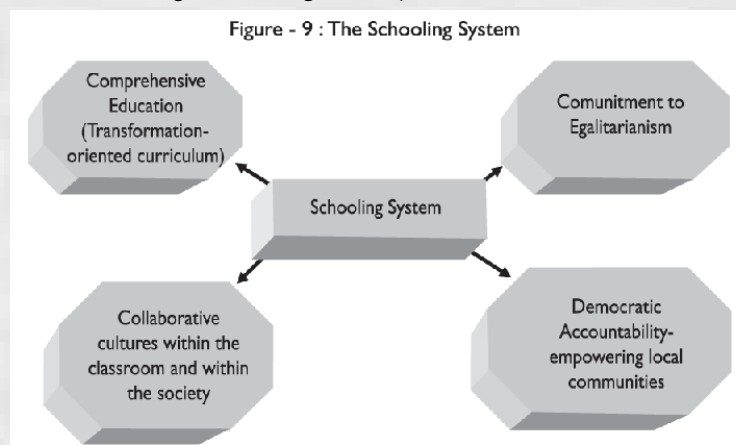 Figure - 9 : The Schooling System
Comprehensive
Education
(Transformation-
oriented curriculum)
Comunitment to
Egalitarianism
Schooling System
Collaborative
cultures within the
classroom and within
the society
Democratic
Accountability-
empowering local
communities